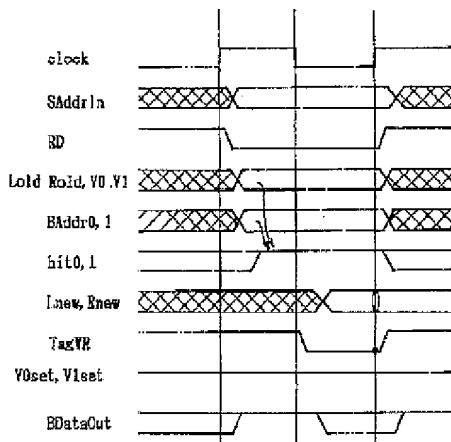 clock
SAddrIn
RD
Lold Rold, V0.V1
BAddr0, 1
hit0, 1
Lnew, Rnew
TagWR
V0set, V1set
BDataOut